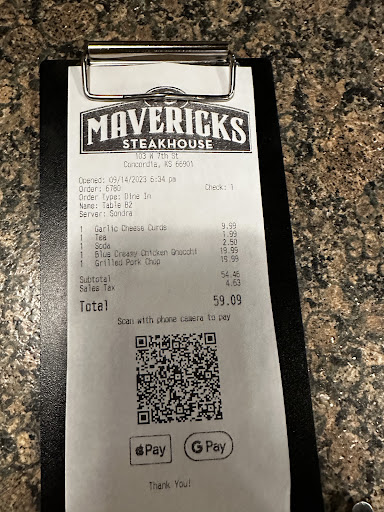 MAVERICKS
STEAKHOUSE
103 W 7th St
Concordia, KS 66901
Opened: 09/14/2023 6:34 pm
Order: 6780 Check: 1
Order Type: Dine In
Name: Table 82
Server: Sondra
1 Garlic Cheese Curds 9.99
1 Tea 1.99
1 Soda 2.50
1 Blue Creamy Chicken Gnocchi 19.99
1 Grilled Pork Chop 19.99
Subtotal 54.46
Sales Tax 4.63
Total 59.09
Scan with phone camera to pay
Pay
G Pay
Thank You!